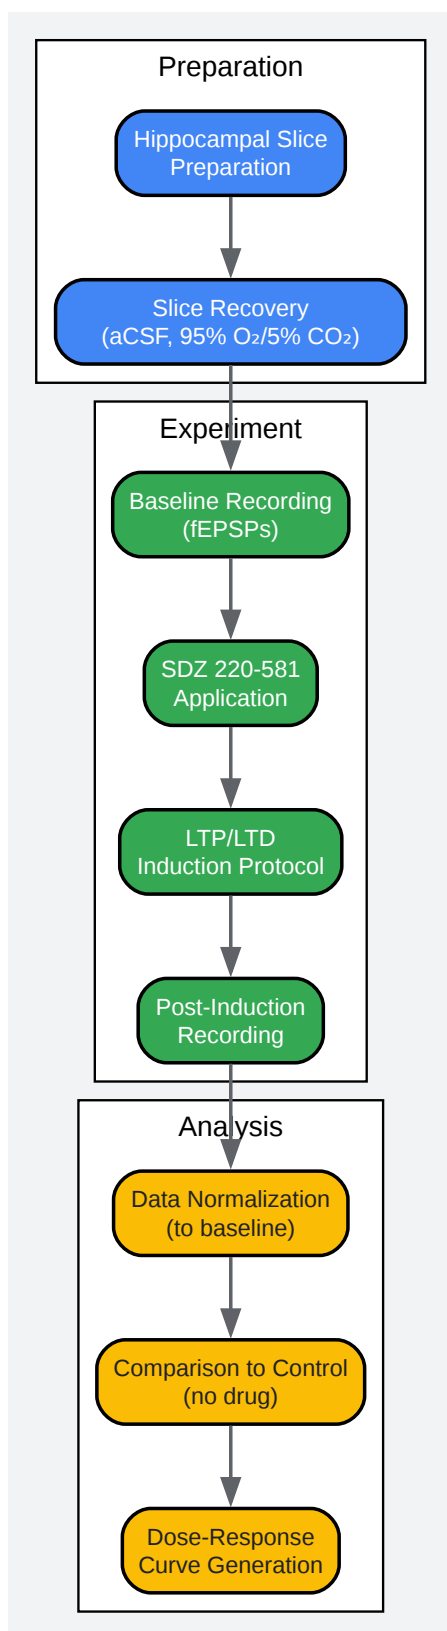 Preparation
Hippocampal Slice
Preparation
Slice Recovery
(aCSF, 95% O₂/5% CO₂)
Experiment
Baseline Recording
(fEPSPs)
SDZ 220-581
Application
LTP/LTD
Induction Protocol
Post-Induction
Recording
Analysis
Data Normalization
(to baseline)
Comparison to Control
(no drug)
Dose-Response
Curve Generation